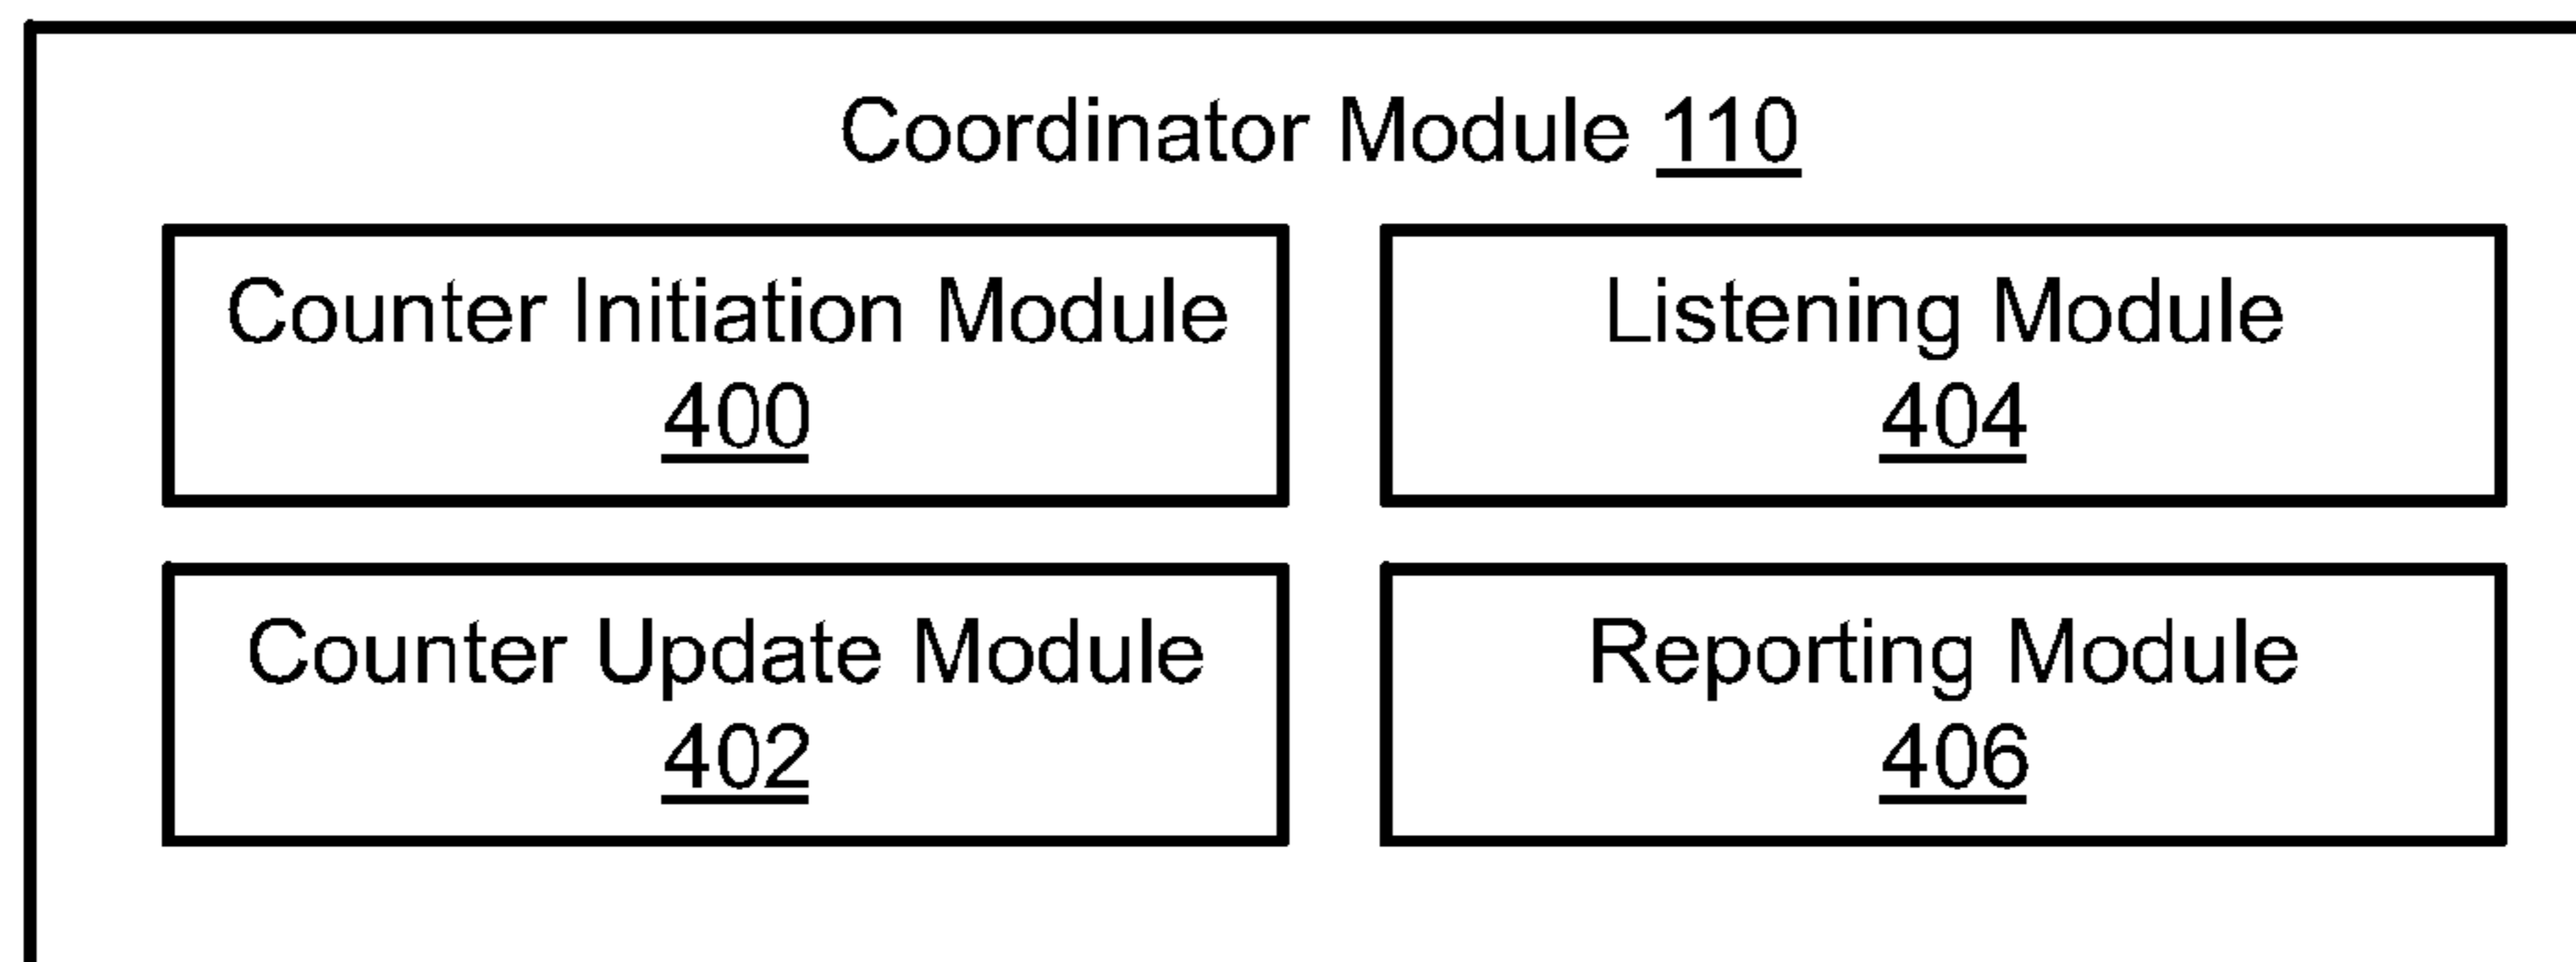 Coordinator Module 110
Counter Initiation Module
400
Listening Module
404
Counter Update Module
402
Reporting Module
406